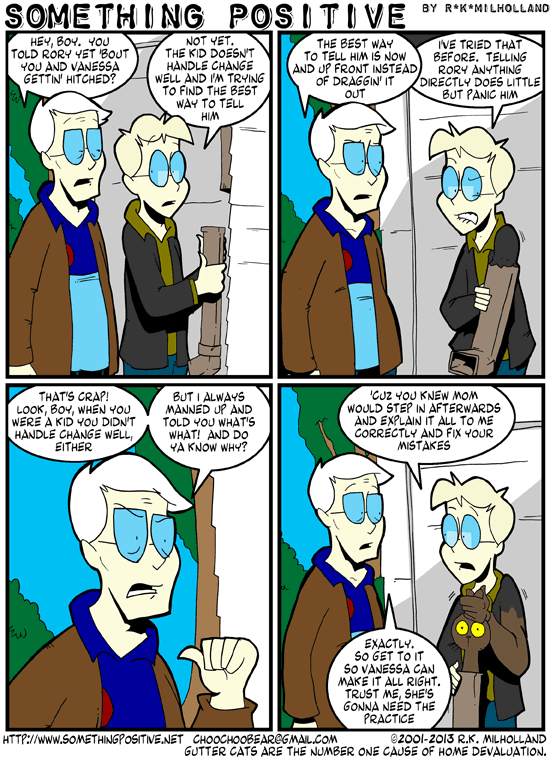 SOMETHING POSITIVE BY R*K*MILHOLLAND
HEY, BOY. YOU
TOLD RORY YET 'BOUT
YOU AND VANESSA
GETTIN' HITCHED?
NOT YET.
THE KID DOESN'T
HANDLE CHANGE
WELL AND I'M TRYING
TO FIND THE BEST
WAY TO TELL
HIM
THE BEST WAY
TO TELL HIM IS NOW
AND UP FRONT INSTEAD
OF DRAGGIN' IT
OUT
I'VE TRIED THAT
BEFORE. TELLING
RORY ANYTHING
DIRECTLY DOES LITTLE
BUT PANIC HIM
THAT'S CRAP!
LOOK, BOY, WHEN YOU
WERE A KID YOU DIDN'T
HANDLE CHANGE WELL,
EITHER
BUT I ALWAYS
MANNED UP AND
TOLD YOU WHAT'S
WHAT! AND DO
YA KNOW WHY?
'CUZ YOU KNEW MOM
WOULD STEP IN AFTERWARDS
AND EXPLAIN IT ALL TO ME
CORRECTLY AND FIX YOUR
MISTAKES
EXACTLY.
SO GET TO IT
SO VANESSA CAN
MAKE IT ALL RIGHT.
TRUST ME, SHE'S
GONNA NEED THE
PRACTICE
HTTP://WWW.SOMETHINGPOSITIVE.NET CHOOCHOOBEAR@GMAIL.COM ©2001-2013 R.K. MILHOLLAND
GUTTER CATS ARE THE NUMBER ONE CAUSE OF HOME DEVALUATION.